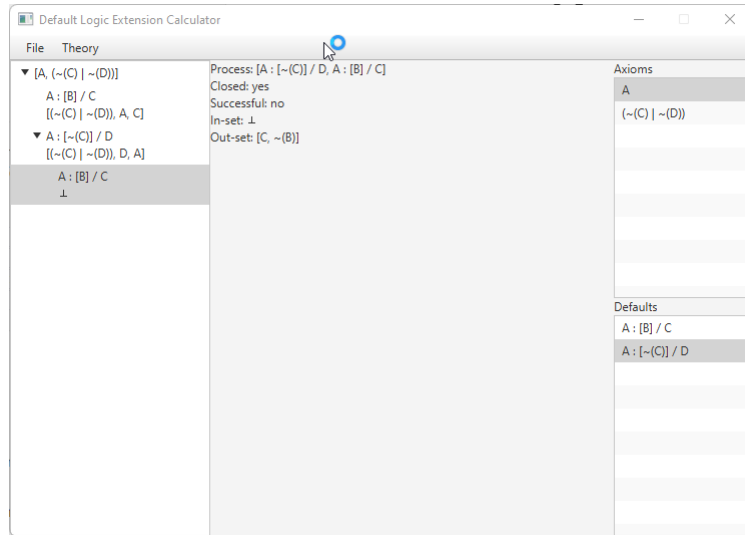 Default Logic Extension Calculator
File Theory
[A, (~(C) | ~(D))]
A : [B] / C
[(~(C) | ~(D)), A, C]
A : [~(C)] / D
[(~(C) | ~(D)), D, A]
A : [B] / C
⊥
Process: [A : [~(C)] / D, A : [B] / C]
Closed: yes
Successful: no
In-set: ⊥
Out-set: [C, ~(B)]
Axioms
A
(~(C) | ~(D))
Defaults
A : [B] / C
A : [~(C)] / D